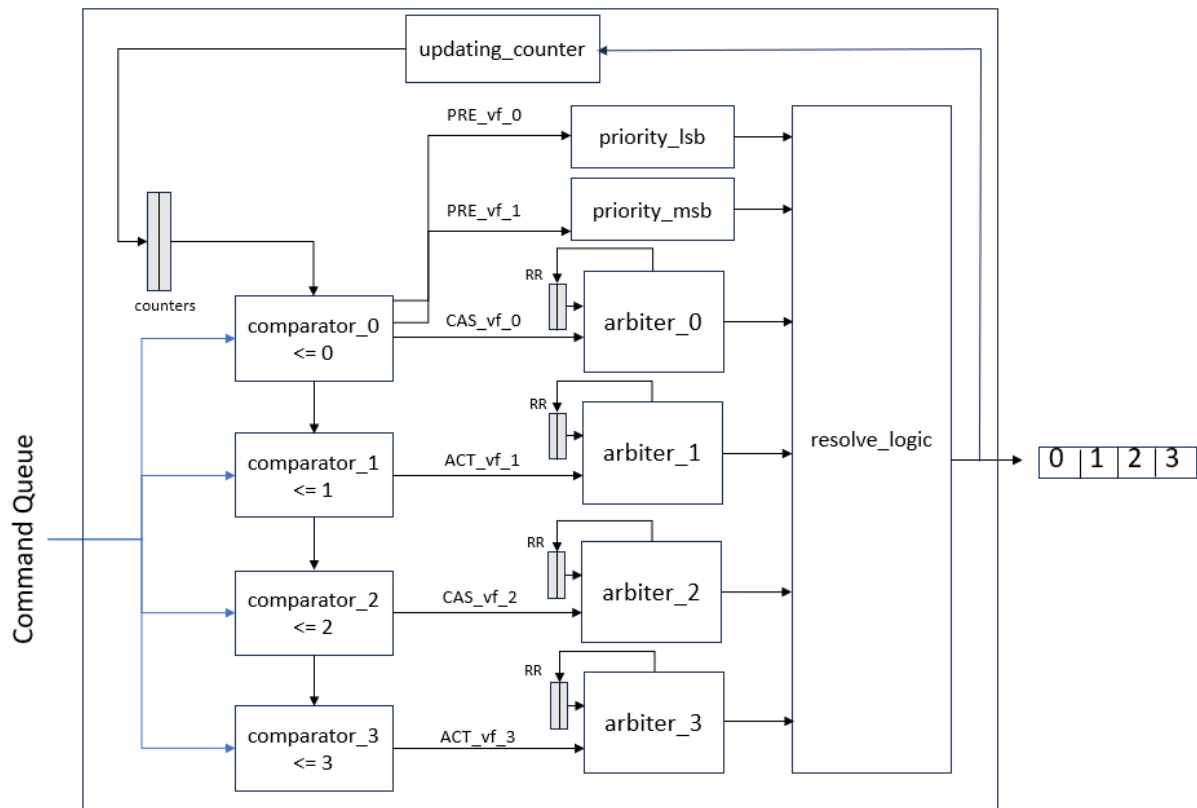 updating_counter
PRE_vf_0
priority_lsb
PRE_vf_1
priority_msb
counters
RR
comparator_0
<= 0
CAS_vf_0
arbiter_0
RR
comparator_1
<= 1
ACT_vf_1
arbiter_1
resolve_logic
0 1 2 3
Command Queue
RR
comparator_2
<= 2
CAS_vf_2
arbiter_2
RR
comparator_3
<= 3
ACT_vf_3
arbiter_3